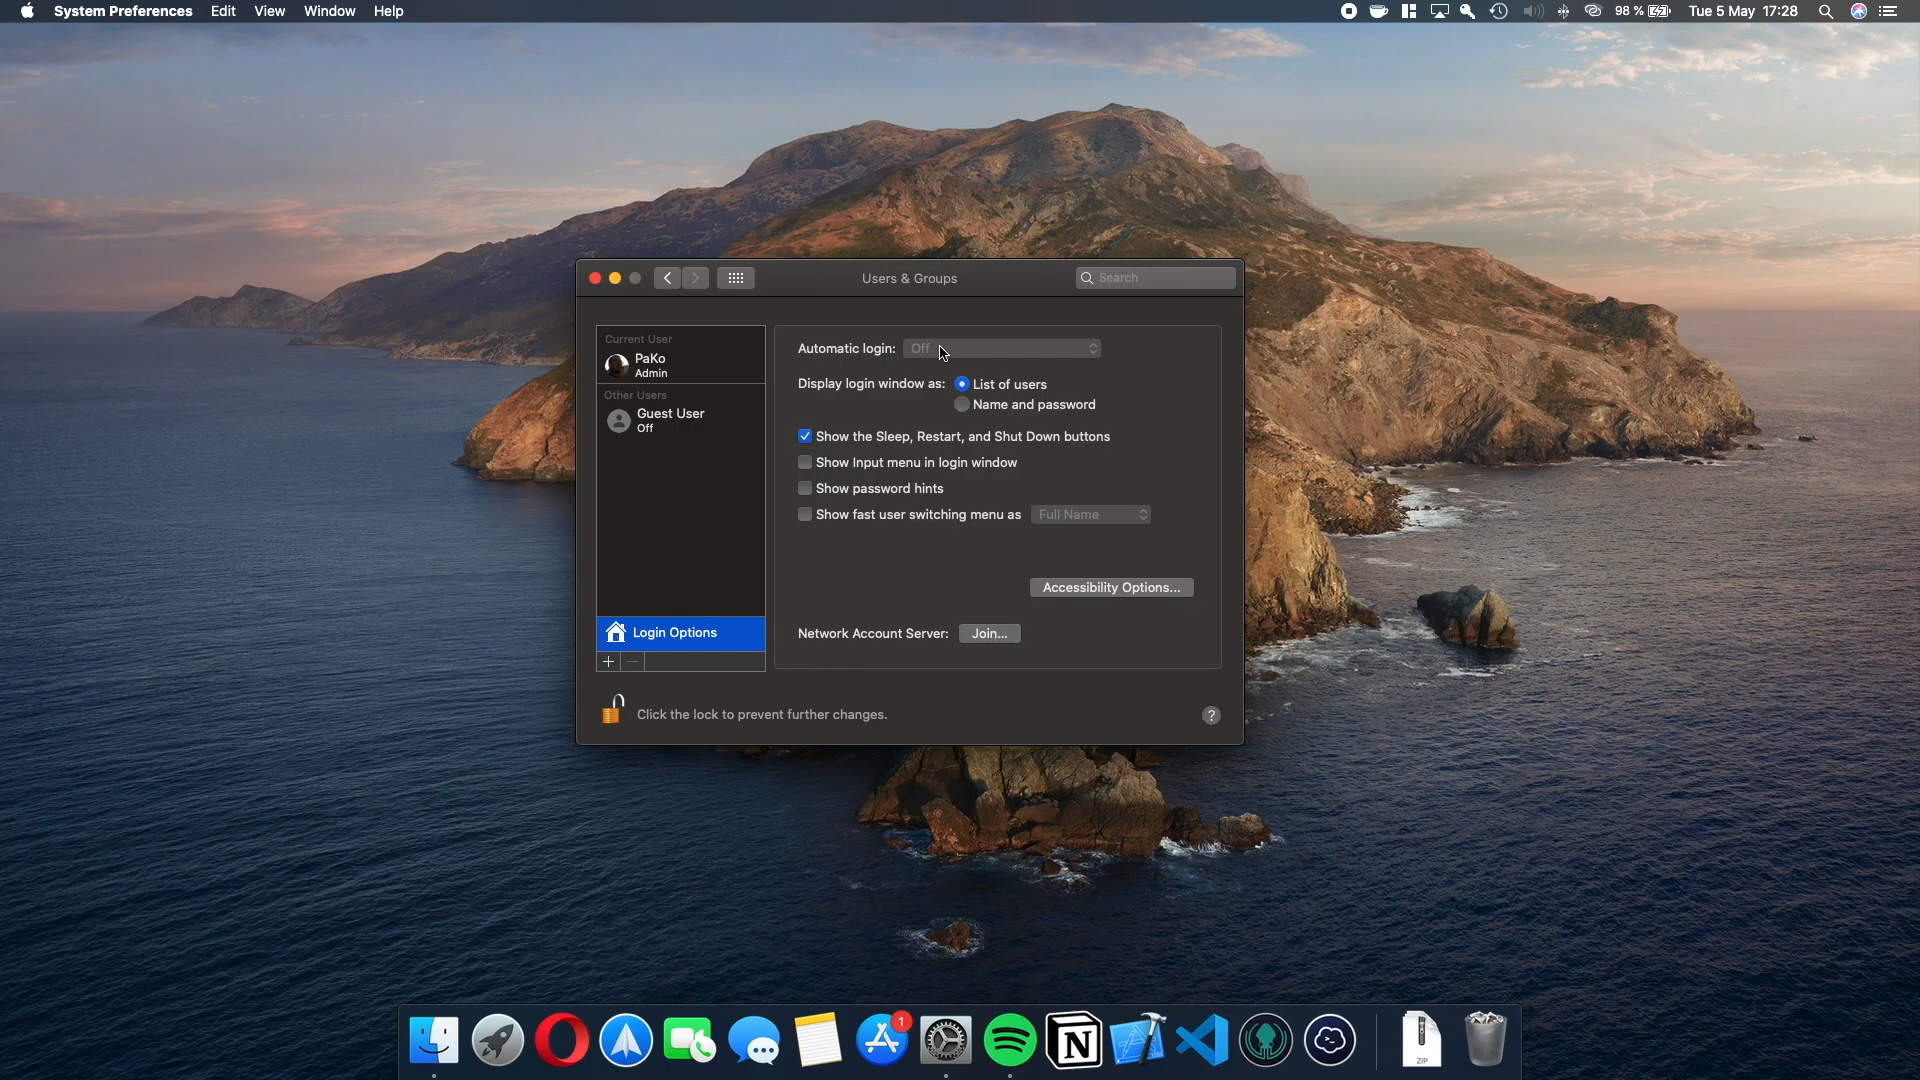 System Preferences Edit View Window Help
98 % Tue 5 May 17:28
Users & Groups
Search
Current User
PaKo
Admin
Other Users
Guest User
Off
Login Options
Automatic login: Off
Display login window as: List of users
Name and password
Show the Sleep, Restart, and Shut Down buttons
Show Input menu in login window
Show password hints
Show fast user switching menu as Full Name
Accessibility Options...
Network Account Server: Join...
Click the lock to prevent further changes.
?
1
ZIP